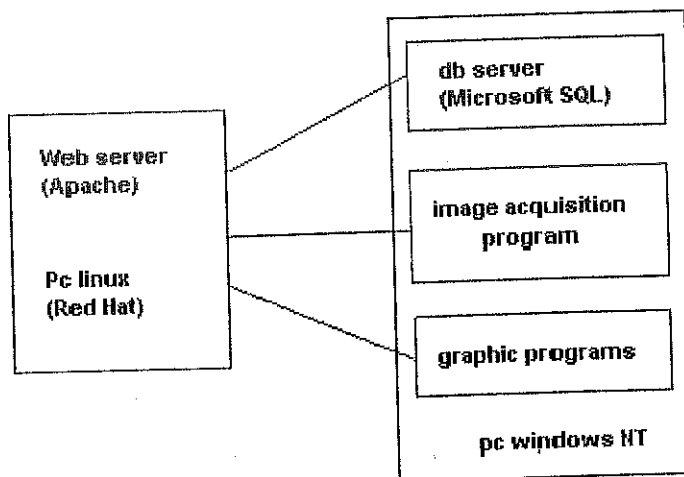 Web server
(Apache)
Pc linux
(Red Hat)
db server
(Microsoft SQL)
image acquisition
program
graphic programs
pc windows NT